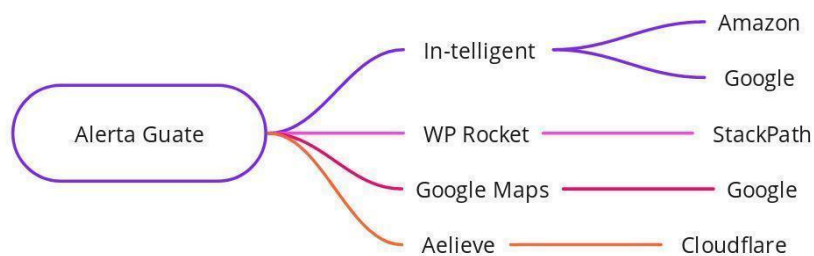 Alerta Guate
In-telligent
Amazon
Google
WP Rocket
StackPath
Google Maps
Google
Aelieve
Cloudflare